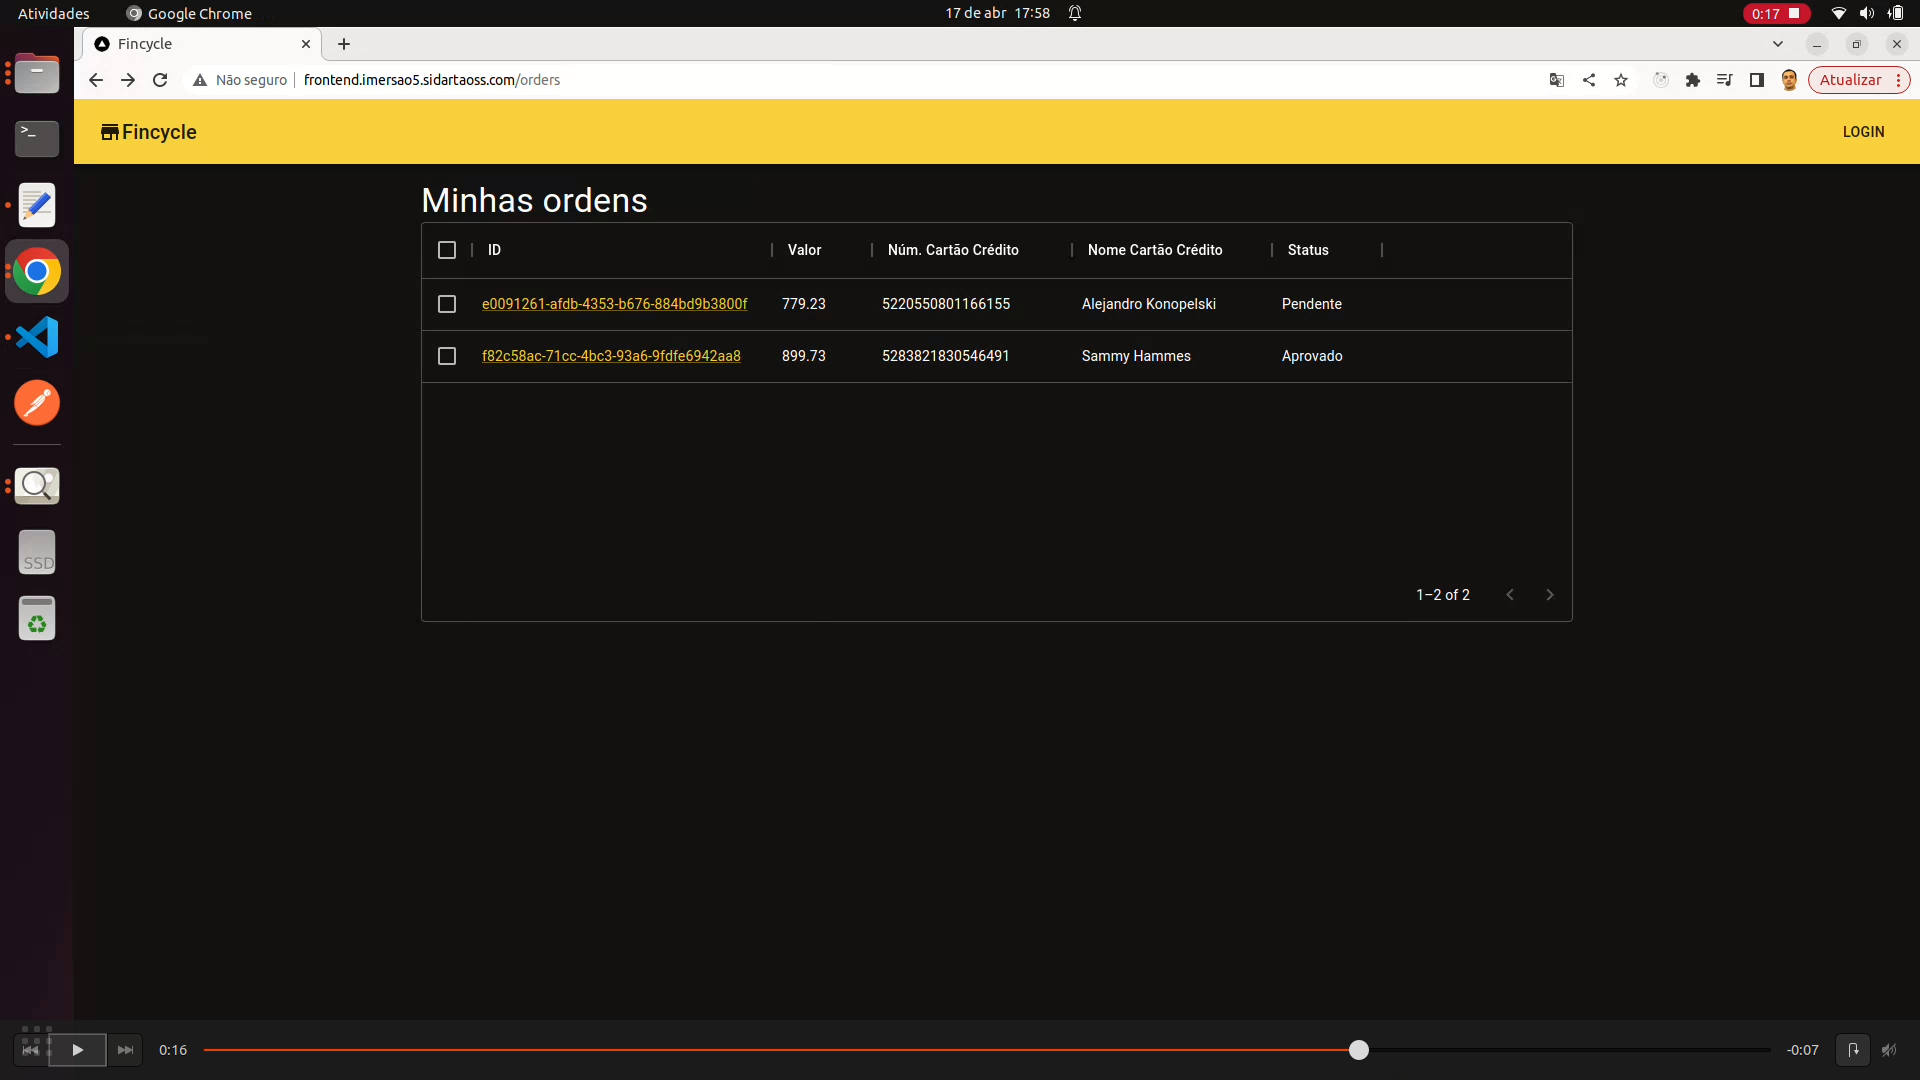 Atividades
Google Chrome
17 de abr 17:58
0:17
Fincycle
Não seguro
frontend.imersao5.sidartaoss.com/orders
Atualizar
Fincycle
LOGIN
>_
Minhas ordens
ID
Valor
Núm. Cartão Crédito
Nome Cartão Crédito
Status
e0091261-afdb-4353-b676-884bd9b3800f
779.23
5220550801166155
Alejandro Konopelski
Pendente
f82c58ac-71cc-4bc3-93a6-9fdfe6942aa8
899.73
5283821830546491
Sammy Hammes
Aprovado
SSD
1–2 of 2
0:16
-0:07